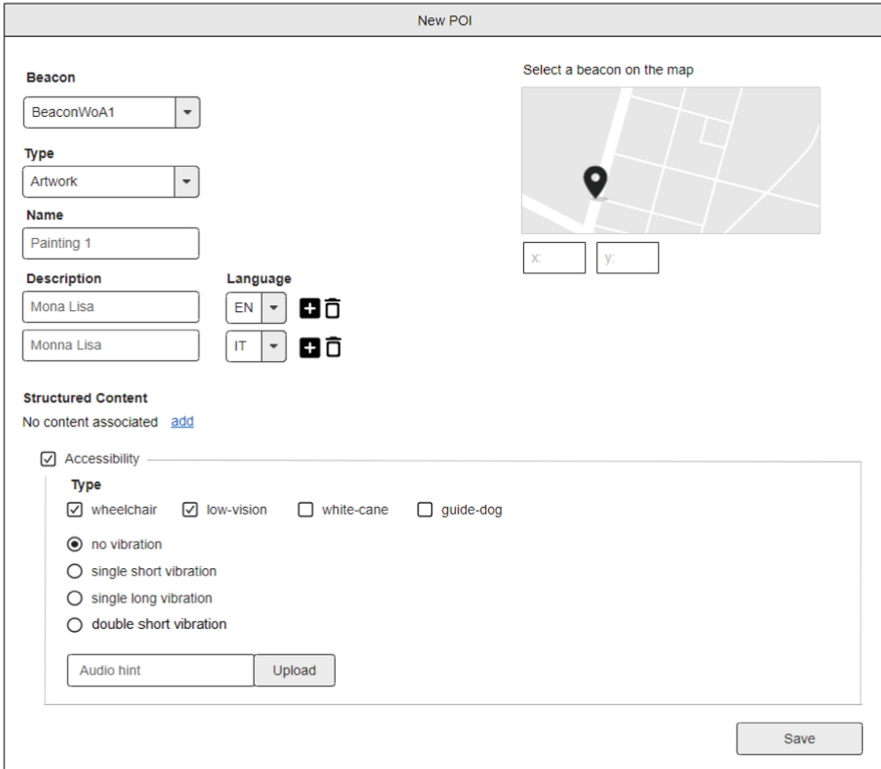 New POI
Beacon
Select a beacon on the map
BeaconWoA1
Type
Artwork
Name
Painting 1
x: y:
Description Language
Mona Lisa EN
Monna Lisa IT
Structured Content
No content associated add
Accessibility
Type
wheelchair low-vision white-cane guide-dog
no vibration
single short vibration
single long vibration
double short vibration
Audio hint Upload
Save